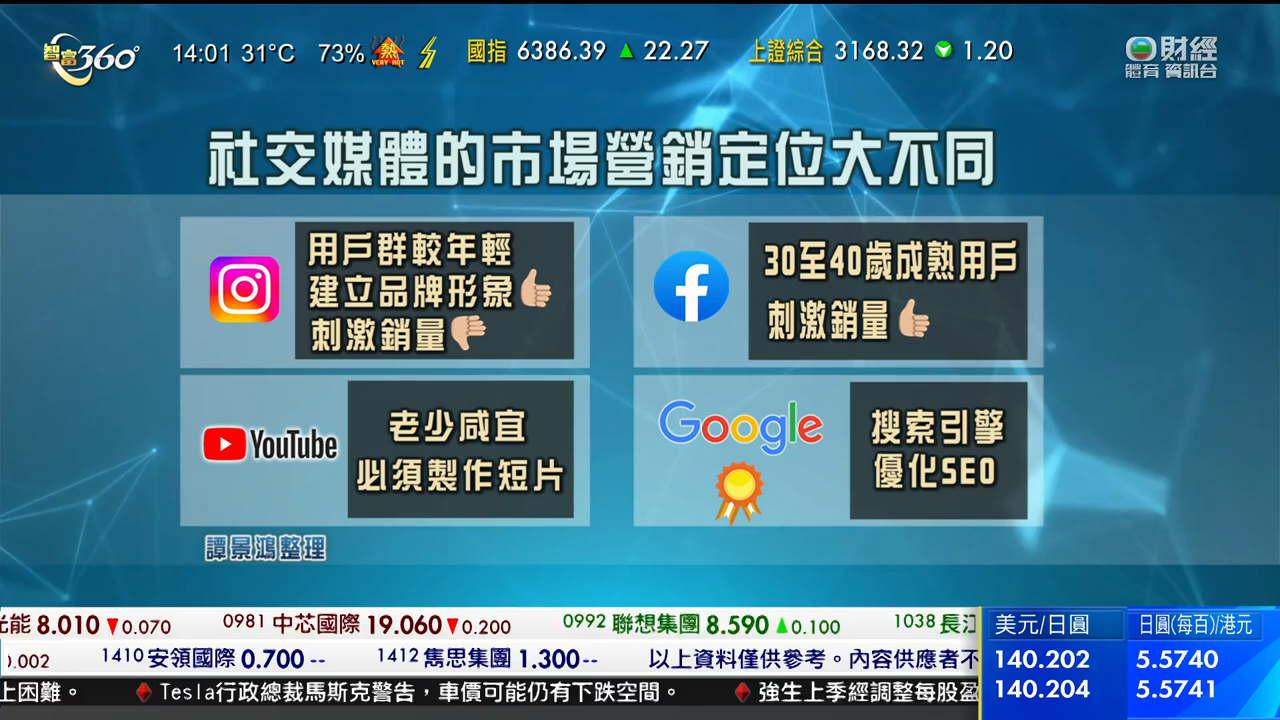 智富360°
14:01 31°C 73%
熱
VERY HOT
國指 6386.39 ▲ 22.27
上證綜合 3168.32 ▼ 1.20
財經
體育 資訊台
社交媒體的市場營銷定位大不同
用戶群較年輕
建立品牌形象👍
刺激銷量👎
30至40歲成熟用戶
刺激銷量👍
YouTube
老少咸宜
必須製作短片
Google
搜索引擎
優化SEO
譚景鴻整理
光能 8.010 ▼0.070 0981 中芯國際 19.060 ▼0.200 0992 聯想集團 8.590 ▲0.100 1038 長江
0.002 1410 安領國際 0.700 -- 1412 雋思集團 1.300 -- 以上資料僅供參考。內容供應者不
上困難。 Tesla行政總裁馬斯克警告，車價可能仍有下跌空間。 強生上季經調整每股盈
美元/日圓
140.202
140.204
日圓(每百)/港元
5.5740
5.5741